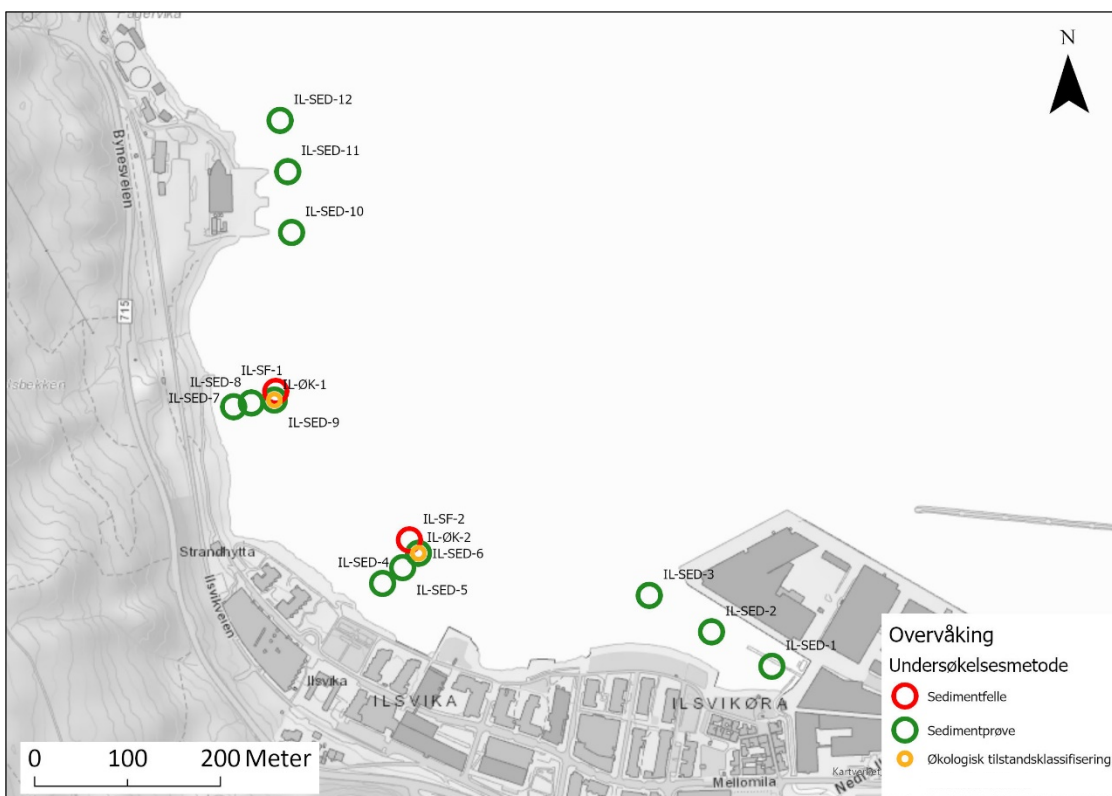 Fagervika
N
IL-SED-12
Bynesveien
IL-SED-11
IL-SED-10
715
IL-SF-1
IL-SED-8
IL-ØK-1
IL-SED-7
IL-SED-9
IL-SF-2
IL-ØK-2
Strandhytta
IL-SED-4
IL-SED-6
IL-SED-5
IL-SED-3
Ilsvikveien
IL-SED-2
Overvåking
IL-SED-1
Undersøkelsesmetode
Ilsvika
ILSVIKA
ILSVIKØRA
Sedimentfelle
Sedimentprøve
0 100 200 Meter
Økologisk tilstandsklassifisering
Kartverket
Mellomila